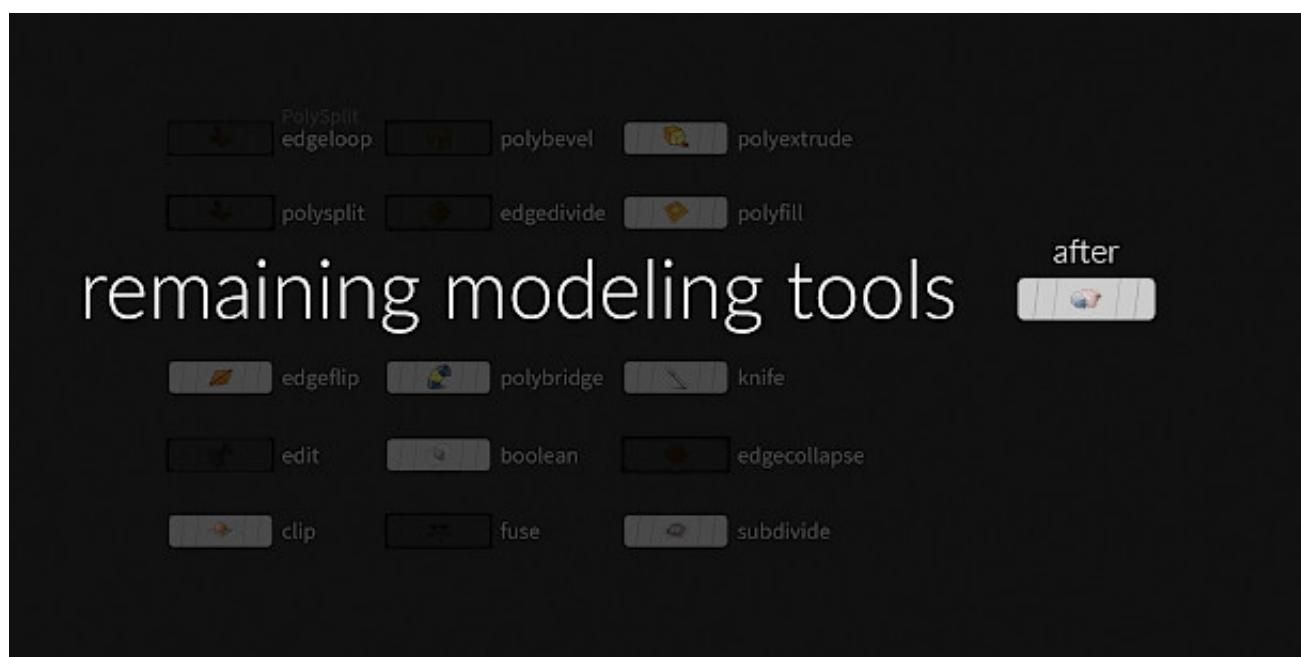 PolySplit
edgeloop polybevel polyextrude
polysplit edgedivide polyfill
after
remaining modeling tools
edgeflip polybridge knife
edit boolean edgecollapse
clip fuse subdivide